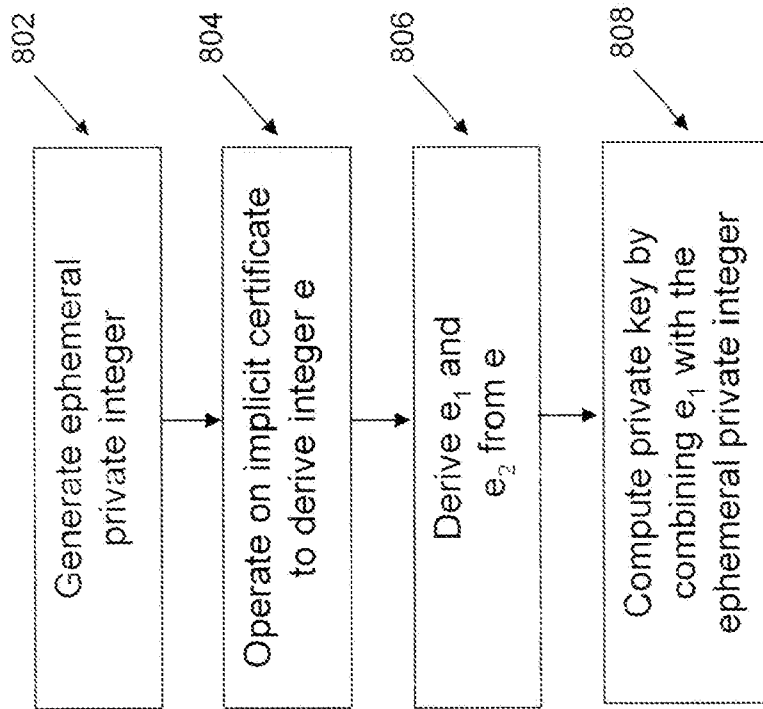 802
Generate ephemeral
private integer
804
Operate on implicit certificate
to derive integer e
806
Derive e₁ and
e₂ from e
808
Compute private key by
combining e₁ with the
ephemeral private integer